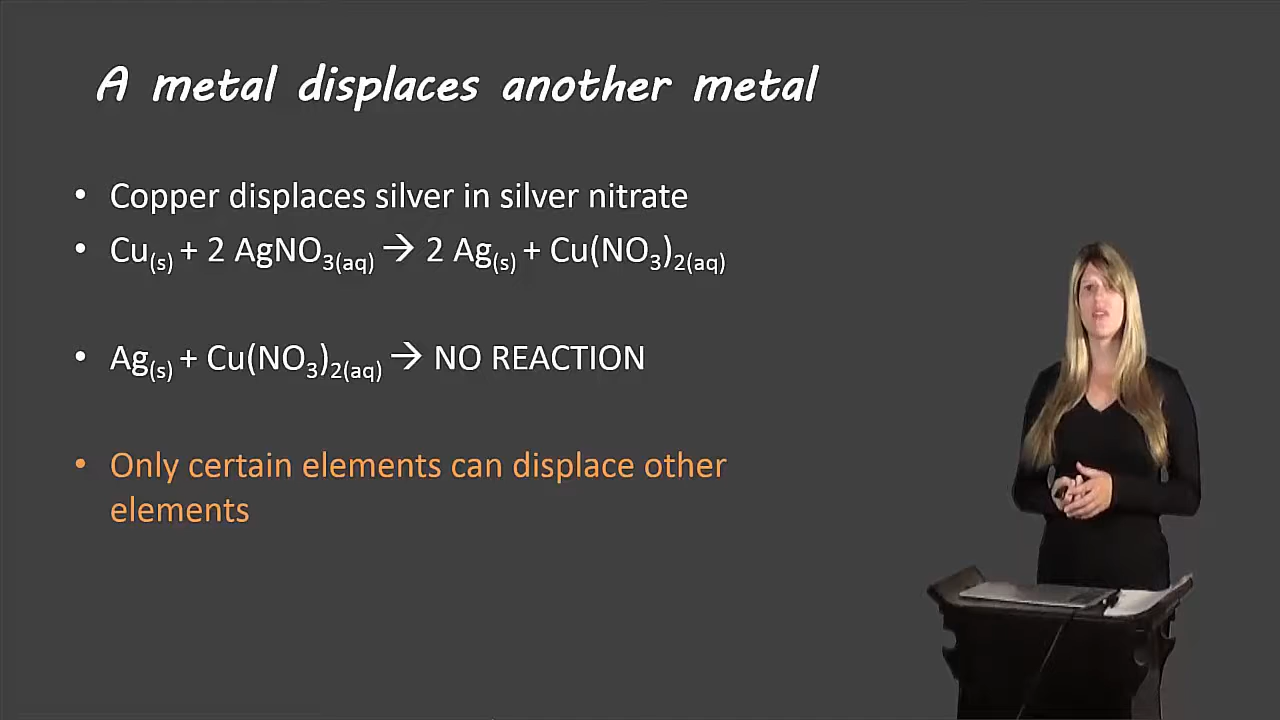 A metal displaces another metal
• Copper displaces silver in silver nitrate
• Cu(s) + 2 AgNO3(aq) → 2 Ag(s) + Cu(NO3)2(aq)
• Ag(s) + Cu(NO3)2(aq) → NO REACTION
• Only certain elements can displace other
elements